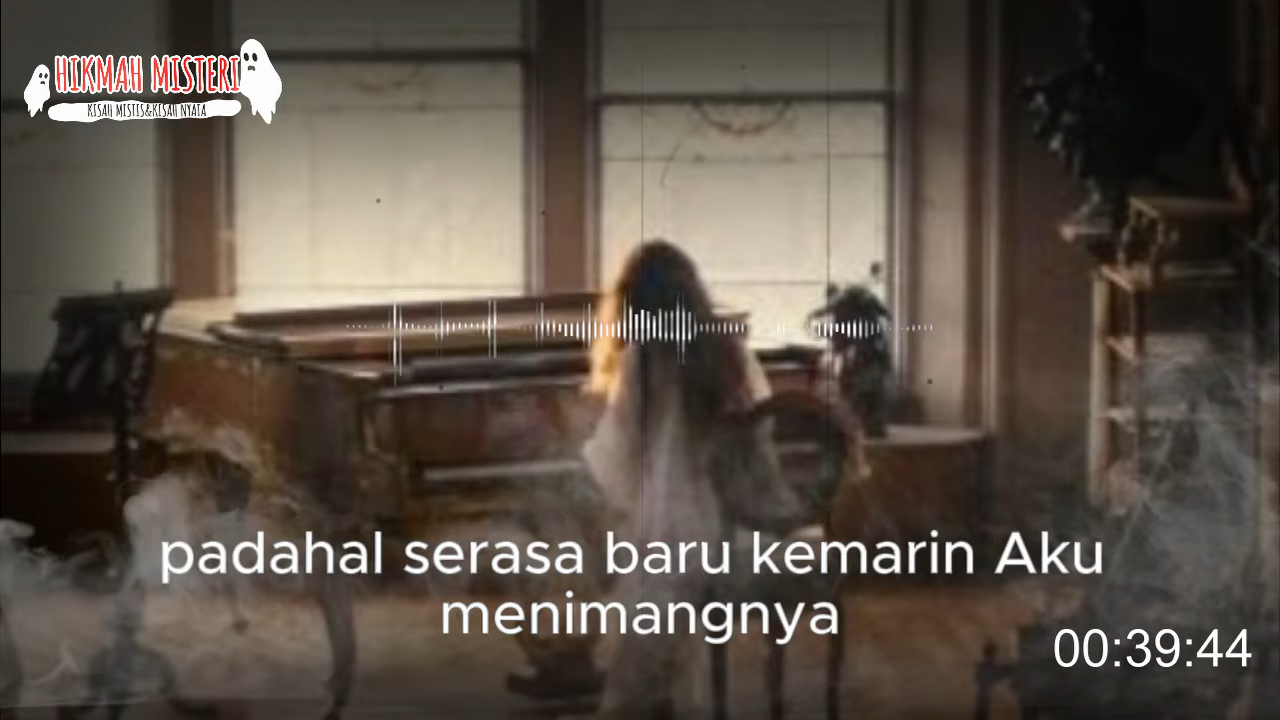 HIKMAH MISTERI
KISAH MISTIS&KISAH NYATA
padahal serasa baru kemarin Aku
menimangnya
00:39:44